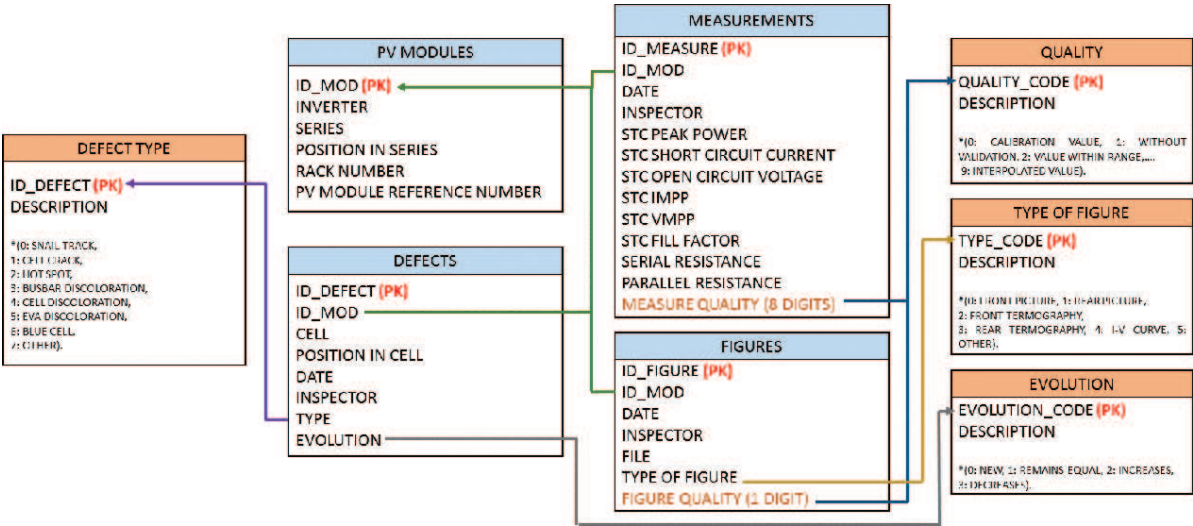 DEFECT TYPE
ID_DEFECT (PK)
DESCRIPTION
*(0: SNAIL TRACK,
1: CELL CRACK,
2: HOT SPOT,
3: BUSBAR DISCOLORATION,
4: CELL DISCOLORATION,
5: EVA DISCOLORATION,
6: BLUE CELL,
7: OTHER).
PV MODULES
ID_MOD (PK)
INVERTER
SERIES
POSITION IN SERIES
RACK NUMBER
PV MODULE REFERENCE NUMBER
DEFECTS
ID_DEFECT (PK)
ID_MOD
CELL
POSITION IN CELL
DATE
INSPECTOR
TYPE
EVOLUTION
MEASUREMENTS
ID_MEASURE (PK)
ID_MOD
DATE
INSPECTOR
STC PEAK POWER
STC SHORT CIRCUIT CURRENT
STC OPEN CIRCUIT VOLTAGE
STC IMPP
STC VMPP
STC FILL FACTOR
SERIAL RESISTANCE
PARALLEL RESISTANCE
MEASURE QUALITY (8 DIGITS)
FIGURES
ID_FIGURE (PK)
ID_MOD
DATE
INSPECTOR
FILE
TYPE OF FIGURE
FIGURE QUALITY (1 DIGIT)
QUALITY
QUALITY_CODE (PK)
DESCRIPTION
*(0: CALIBRATION VALUE, 1: WITHOUT
VALIDATION. 2: VALUE WITHIN RANGE,....
9: INTERPOLATED VALUE).
TYPE OF FIGURE
TYPE_CODE (PK)
DESCRIPTION
*(0: FRONT PICTURE, 1: REAR PICTURE,
2: FRONT TERMOGRAPHY,
3: REAR TERMOGRAPHY, 4: I-V CURVE, 5:
OTHER).
EVOLUTION
EVOLUTION_CODE (PK)
DESCRIPTION
*(0: NEW, 1: REMAINS EQUAL, 2: INCREASES,
3: DECREASES).